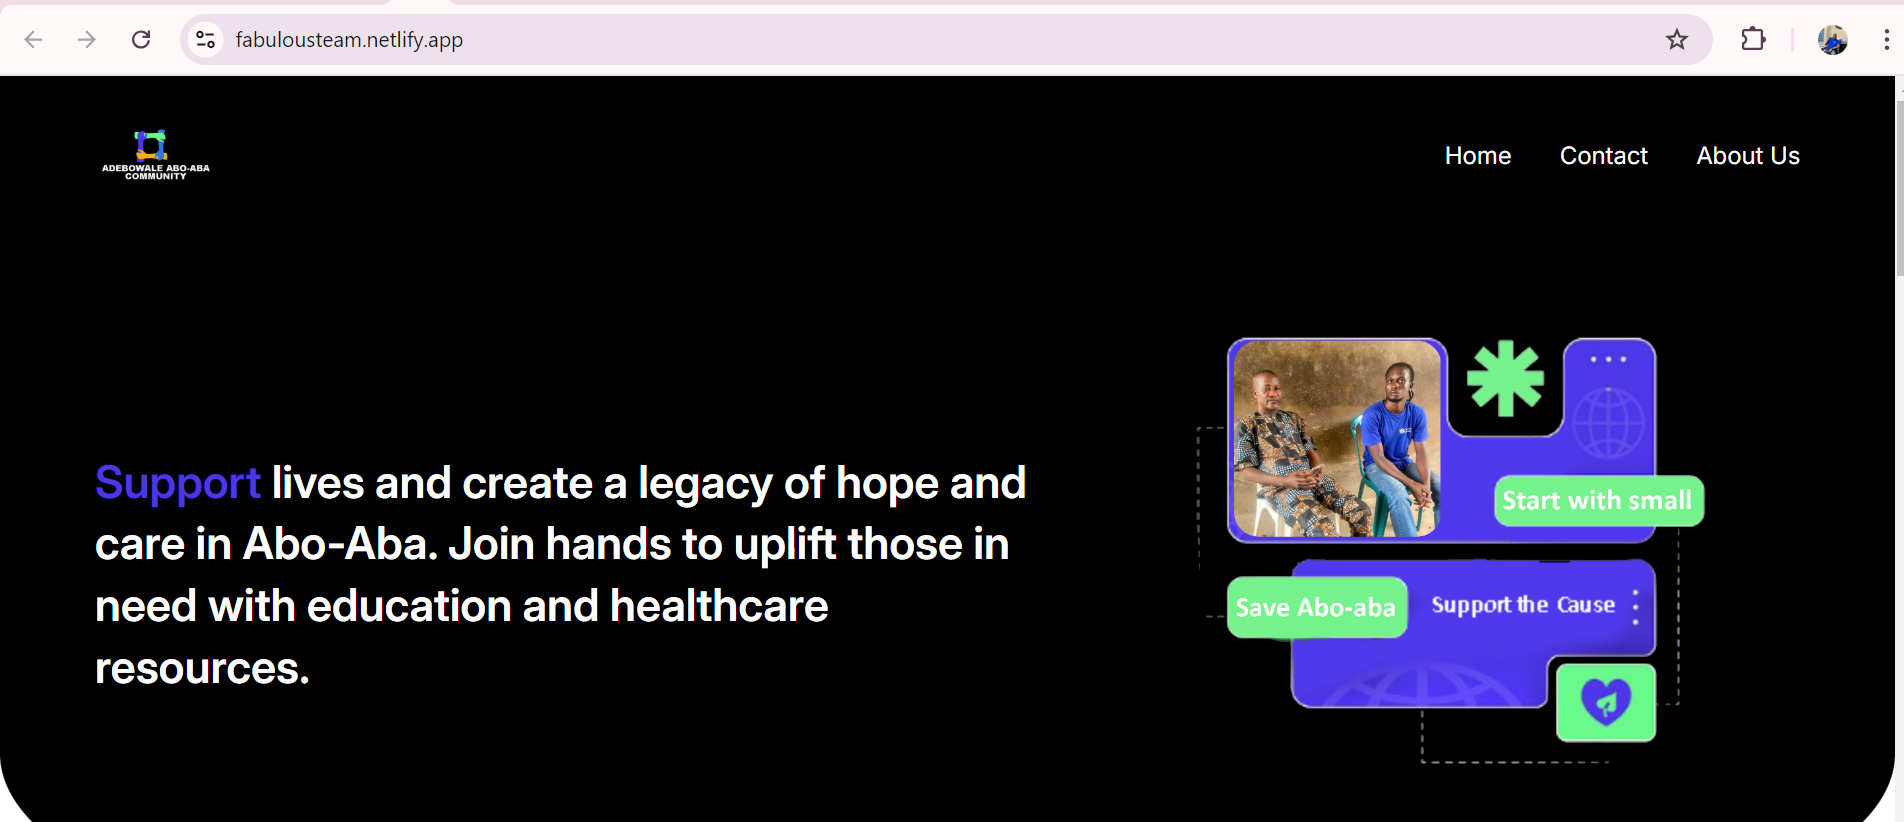 fabulousteam.netlify.app
ADEBOWALE ABO-ABA
COMMUNITY
Home
Contact
About Us
Support lives and create a legacy of hope and
care in Abo-Aba. Join hands to uplift those in
need with education and healthcare
resources.
Start with small
Save Abo-aba
Support the Cause